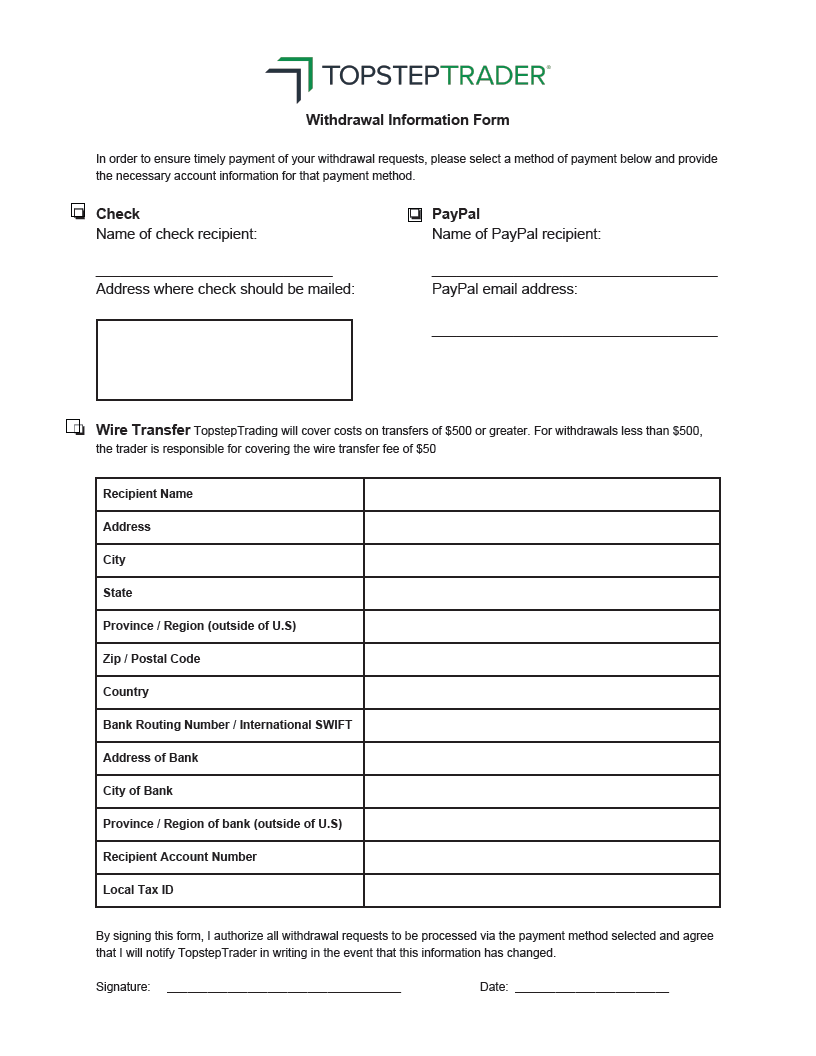 TOPSTEPTRADER®
Withdrawal Information Form
In order to ensure timely payment of your withdrawal requests, please select a method of payment below and provide
the necessary account information for that payment method.
Check
Name of check recipient:
Address where check should be mailed:
PayPal
Name of PayPal recipient:
PayPal email address:
Wire Transfer TopstepTrading will cover costs on transfers of $500 or greater. For withdrawals less than $500,
the trader is responsible for covering the wire transfer fee of $50
Recipient Name
Address
City
State
Province / Region (outside of U.S)
Zip / Postal Code
Country
Bank Routing Number / International SWIFT
Address of Bank
City of Bank
Province / Region of bank (outside of U.S)
Recipient Account Number
Local Tax ID
By signing this form, I authorize all withdrawal requests to be processed via the payment method selected and agree
that I will notify TopstepTrader in writing in the event that this information has changed.
Signature: Date: